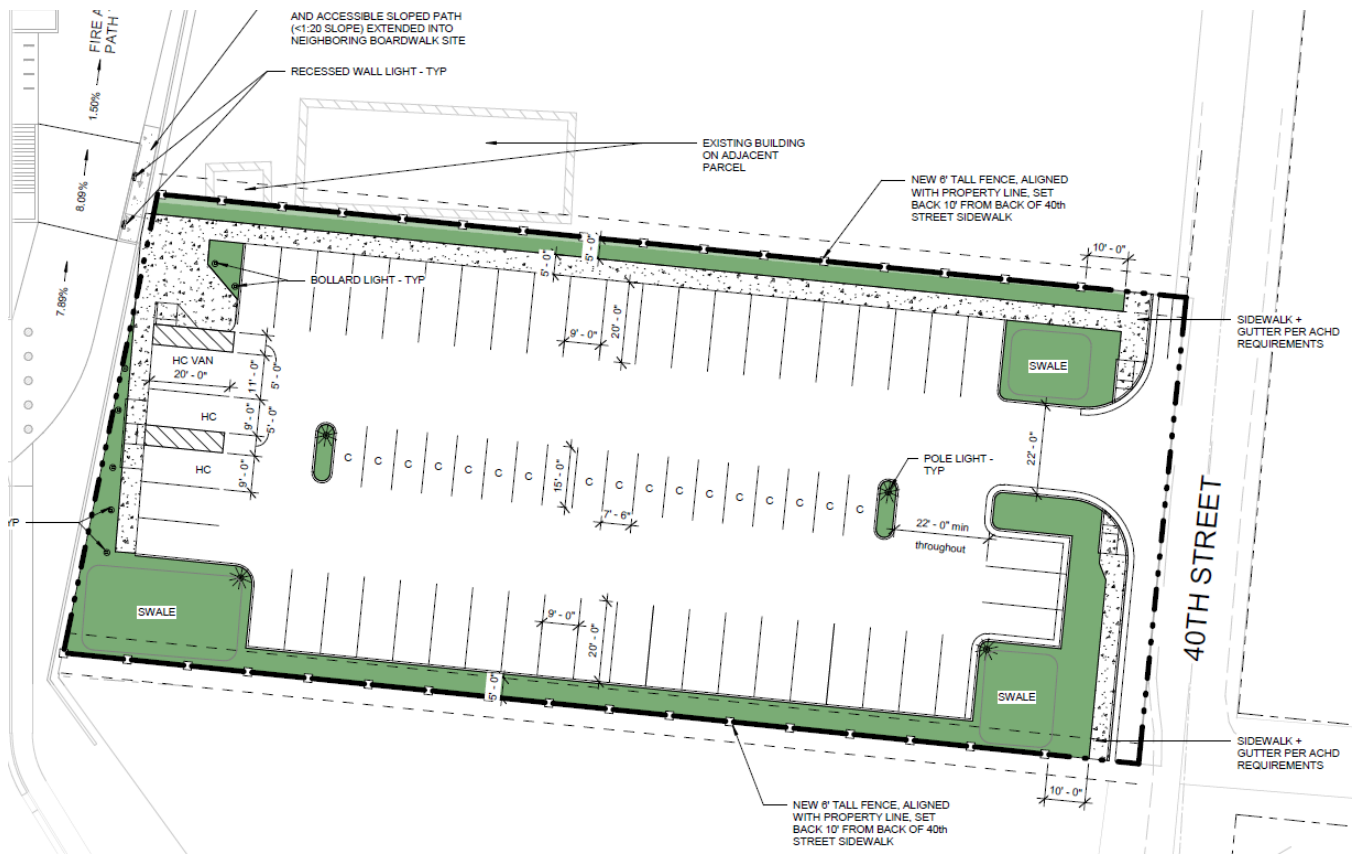 AND ACCESSIBLE SLOPED PATH
(<1:20 SLOPE) EXTENDED INTO
NEIGHBORING BOARDWALK SITE
FIRE A
PATH
1.50%
RECESSED WALL LIGHT - TYP
8.09%
EXISTING BUILDING
ON ADJACENT
PARCEL
NEW 6' TALL FENCE, ALIGNED
WITH PROPERTY LINE, SET
BACK 10' FROM BACK OF 40th
STREET SIDEWALK
10' - 0"
5' - 0"
5' - 0"
7.89%
BOLLARD LIGHT - TYP
9' - 0"
20' - 0"
SIDEWALK +
GUTTER PER ACHD
REQUIREMENTS
HC VAN
20' - 0"
11' - 0"
5' - 0"
SWALE
HC
9' - 0"
5' - 0"
22' - 0"
HC
9' - 0"
C C C C C C C C C C C C C C C C C
15' - 0"
7' - 6"
POLE LIGHT -
TYP
22' - 0" min
throughout
YP
40TH STREET
SWALE
9' - 0"
20' - 0"
5' - 0"
SWALE
SIDEWALK +
GUTTER PER ACHD
REQUIREMENTS
10' - 0"
NEW 6' TALL FENCE, ALIGNED
WITH PROPERTY LINE, SET
BACK 10' FROM BACK OF 40th
STREET SIDEWALK